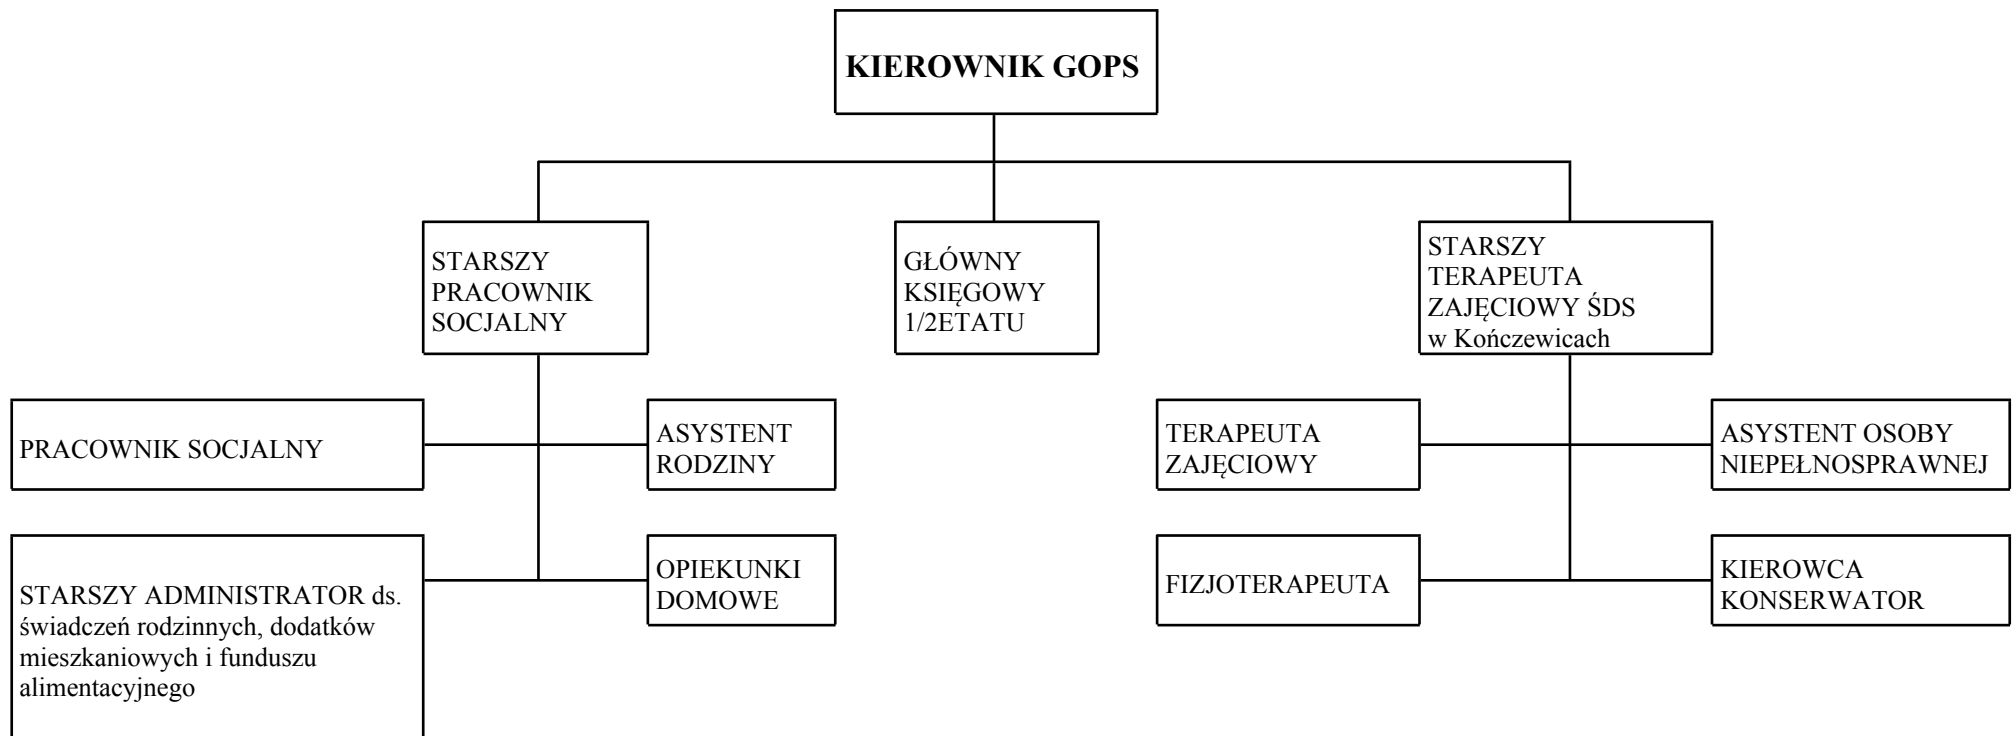 KIEROWNIK GOPS
STARSZY
PRACOWNIK
SOCJALNY
GŁÓWNY
KSIĘGOWY
1/2ETATU
STARSZY
TERAPEUTA
ZAJĘCIOWY ŚDS
w Kończewicach
PRACOWNIK SOCJALNY
ASYSTENT
RODZINY
TERAPEUTA
ZAJĘCIOWY
ASYSTENT OSOBY
NIEPEŁNOSPRAWNEJ
STARSZY ADMINISTRATOR ds.
świadczeń rodzinnych, dodatków
mieszkaniowych i funduszu
alimentacyjnego
OPIEKUNKI
DOMOWE
FIZJOTERAPEUTA
KIEROWCA
KONSERWATOR